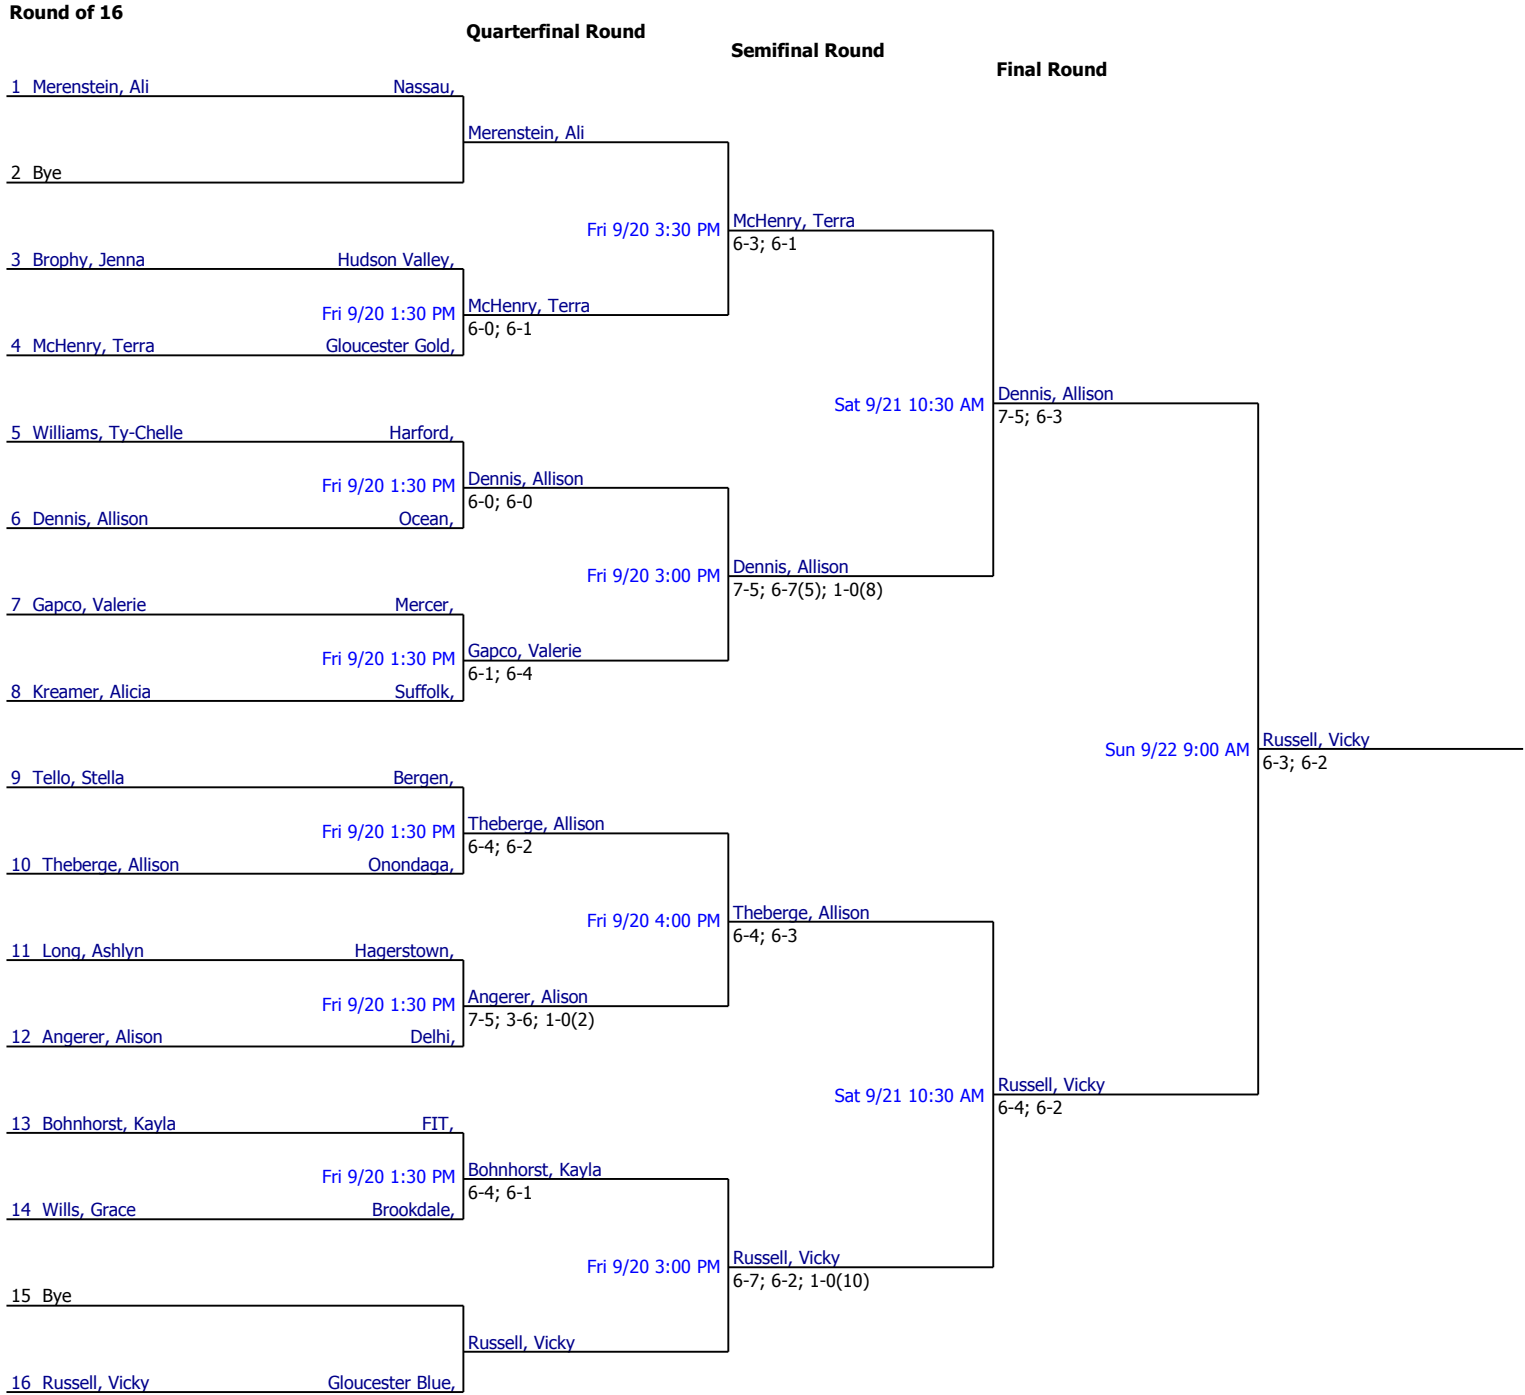 Round of 16
Quarterfinal Round
Semifinal Round
Final Round
1 Merenstein, Ali Nassau,
Merenstein, Ali
2 Bye
Fri 9/20 3:30 PM McHenry, Terra
6-3; 6-1
3 Brophy, Jenna Hudson Valley,
Fri 9/20 1:30 PM McHenry, Terra
6-0; 6-1
4 McHenry, Terra Gloucester Gold,
Sat 9/21 10:30 AM Dennis, Allison
7-5; 6-3
5 Williams, Ty-Chelle Harford,
Fri 9/20 1:30 PM Dennis, Allison
6-0; 6-0
6 Dennis, Allison Ocean,
Fri 9/20 3:00 PM Dennis, Allison
7-5; 6-7(5); 1-0(8)
7 Gapco, Valerie Mercer,
Fri 9/20 1:30 PM Gapco, Valerie
6-1; 6-4
8 Kreamer, Alicia Suffolk,
Sun 9/22 9:00 AM Russell, Vicky
6-3; 6-2
9 Tello, Stella Bergen,
Fri 9/20 1:30 PM Theberge, Allison
6-4; 6-2
10 Theberge, Allison Onondaga,
Fri 9/20 4:00 PM Theberge, Allison
6-4; 6-3
11 Long, Ashlyn Hagerstown,
Fri 9/20 1:30 PM Angerer, Alison
7-5; 3-6; 1-0(2)
12 Angerer, Alison Delhi,
Sat 9/21 10:30 AM Russell, Vicky
6-4; 6-2
13 Bohnhorst, Kayla FIT,
Fri 9/20 1:30 PM Bohnhorst, Kayla
6-4; 6-1
14 Wills, Grace Brookdale,
Fri 9/20 3:00 PM Russell, Vicky
6-7; 6-2; 1-0(10)
15 Bye
Russell, Vicky
16 Russell, Vicky Gloucester Blue,